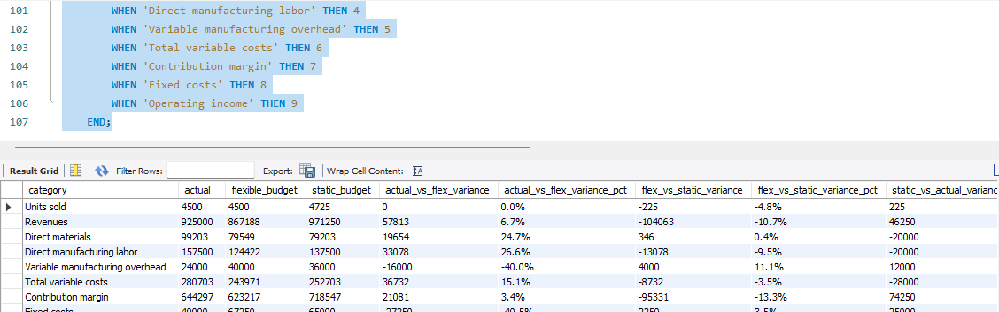 101 WHEN 'Direct manufacturing labor' THEN 4
102 WHEN 'Variable manufacturing overhead' THEN 5
103 WHEN 'Total variable costs' THEN 6
104 WHEN 'Contribution margin' THEN 7
105 WHEN 'Fixed costs' THEN 8
106 WHEN 'Operating income' THEN 9
107 END;
Result Grid Filter Rows: Export: Wrap Cell Content: IA
category actual flexible_budget static_budget actual_vs_flex_variance actual_vs_flex_variance_pct flex_vs_static_variance flex_vs_static_variance_pct static_vs_actual_variance
Units sold 4500 4500 4725 0 0.0% -225 -4.8% 225
Revenues 925000 867188 971250 57813 6.7% -104063 -10.7% 46250
Direct materials 99203 79549 79203 19654 24.7% 346 0.4% -20000
Direct manufacturing labor 157500 124422 137500 33078 26.6% -13078 -9.5% -20000
Variable manufacturing overhead 24000 40000 36000 -16000 -40.0% 4000 11.1% 12000
Total variable costs 280703 243971 252703 36732 15.1% -8732 -3.5% -28000
Contribution margin 644297 623217 718547 21081 3.4% -95331 -13.3% 74250
Fixed costs 40000 67250 65000 -27250 -40.5% 2250 3.5% 25000